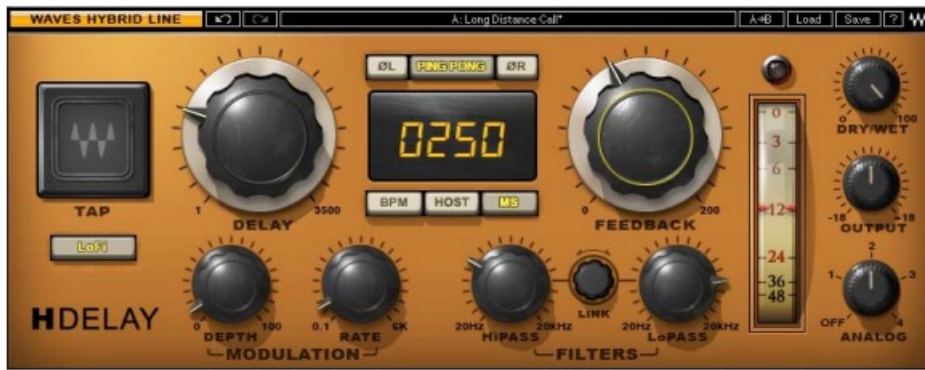 WAVES HYBRID LINE
A: Long Distance Call*
A→B Load Save ?
ØL PING PONG ØR
0250
BPM HOST MS
TAP
LoFi
1 3500
DELAY
0 200
FEEDBACK
0
3
6
12
24
36
48
0 100
DRY/WET
-18 -18
OUTPUT
1 2 3
OFF 4
ANALOG
HDELAY
0 100
DEPTH
0.1 6K
RATE
MODULATION
20Hz 20kHz
HiPASS
LiNK
20Hz 20kHz
LoPASS
FILTERS